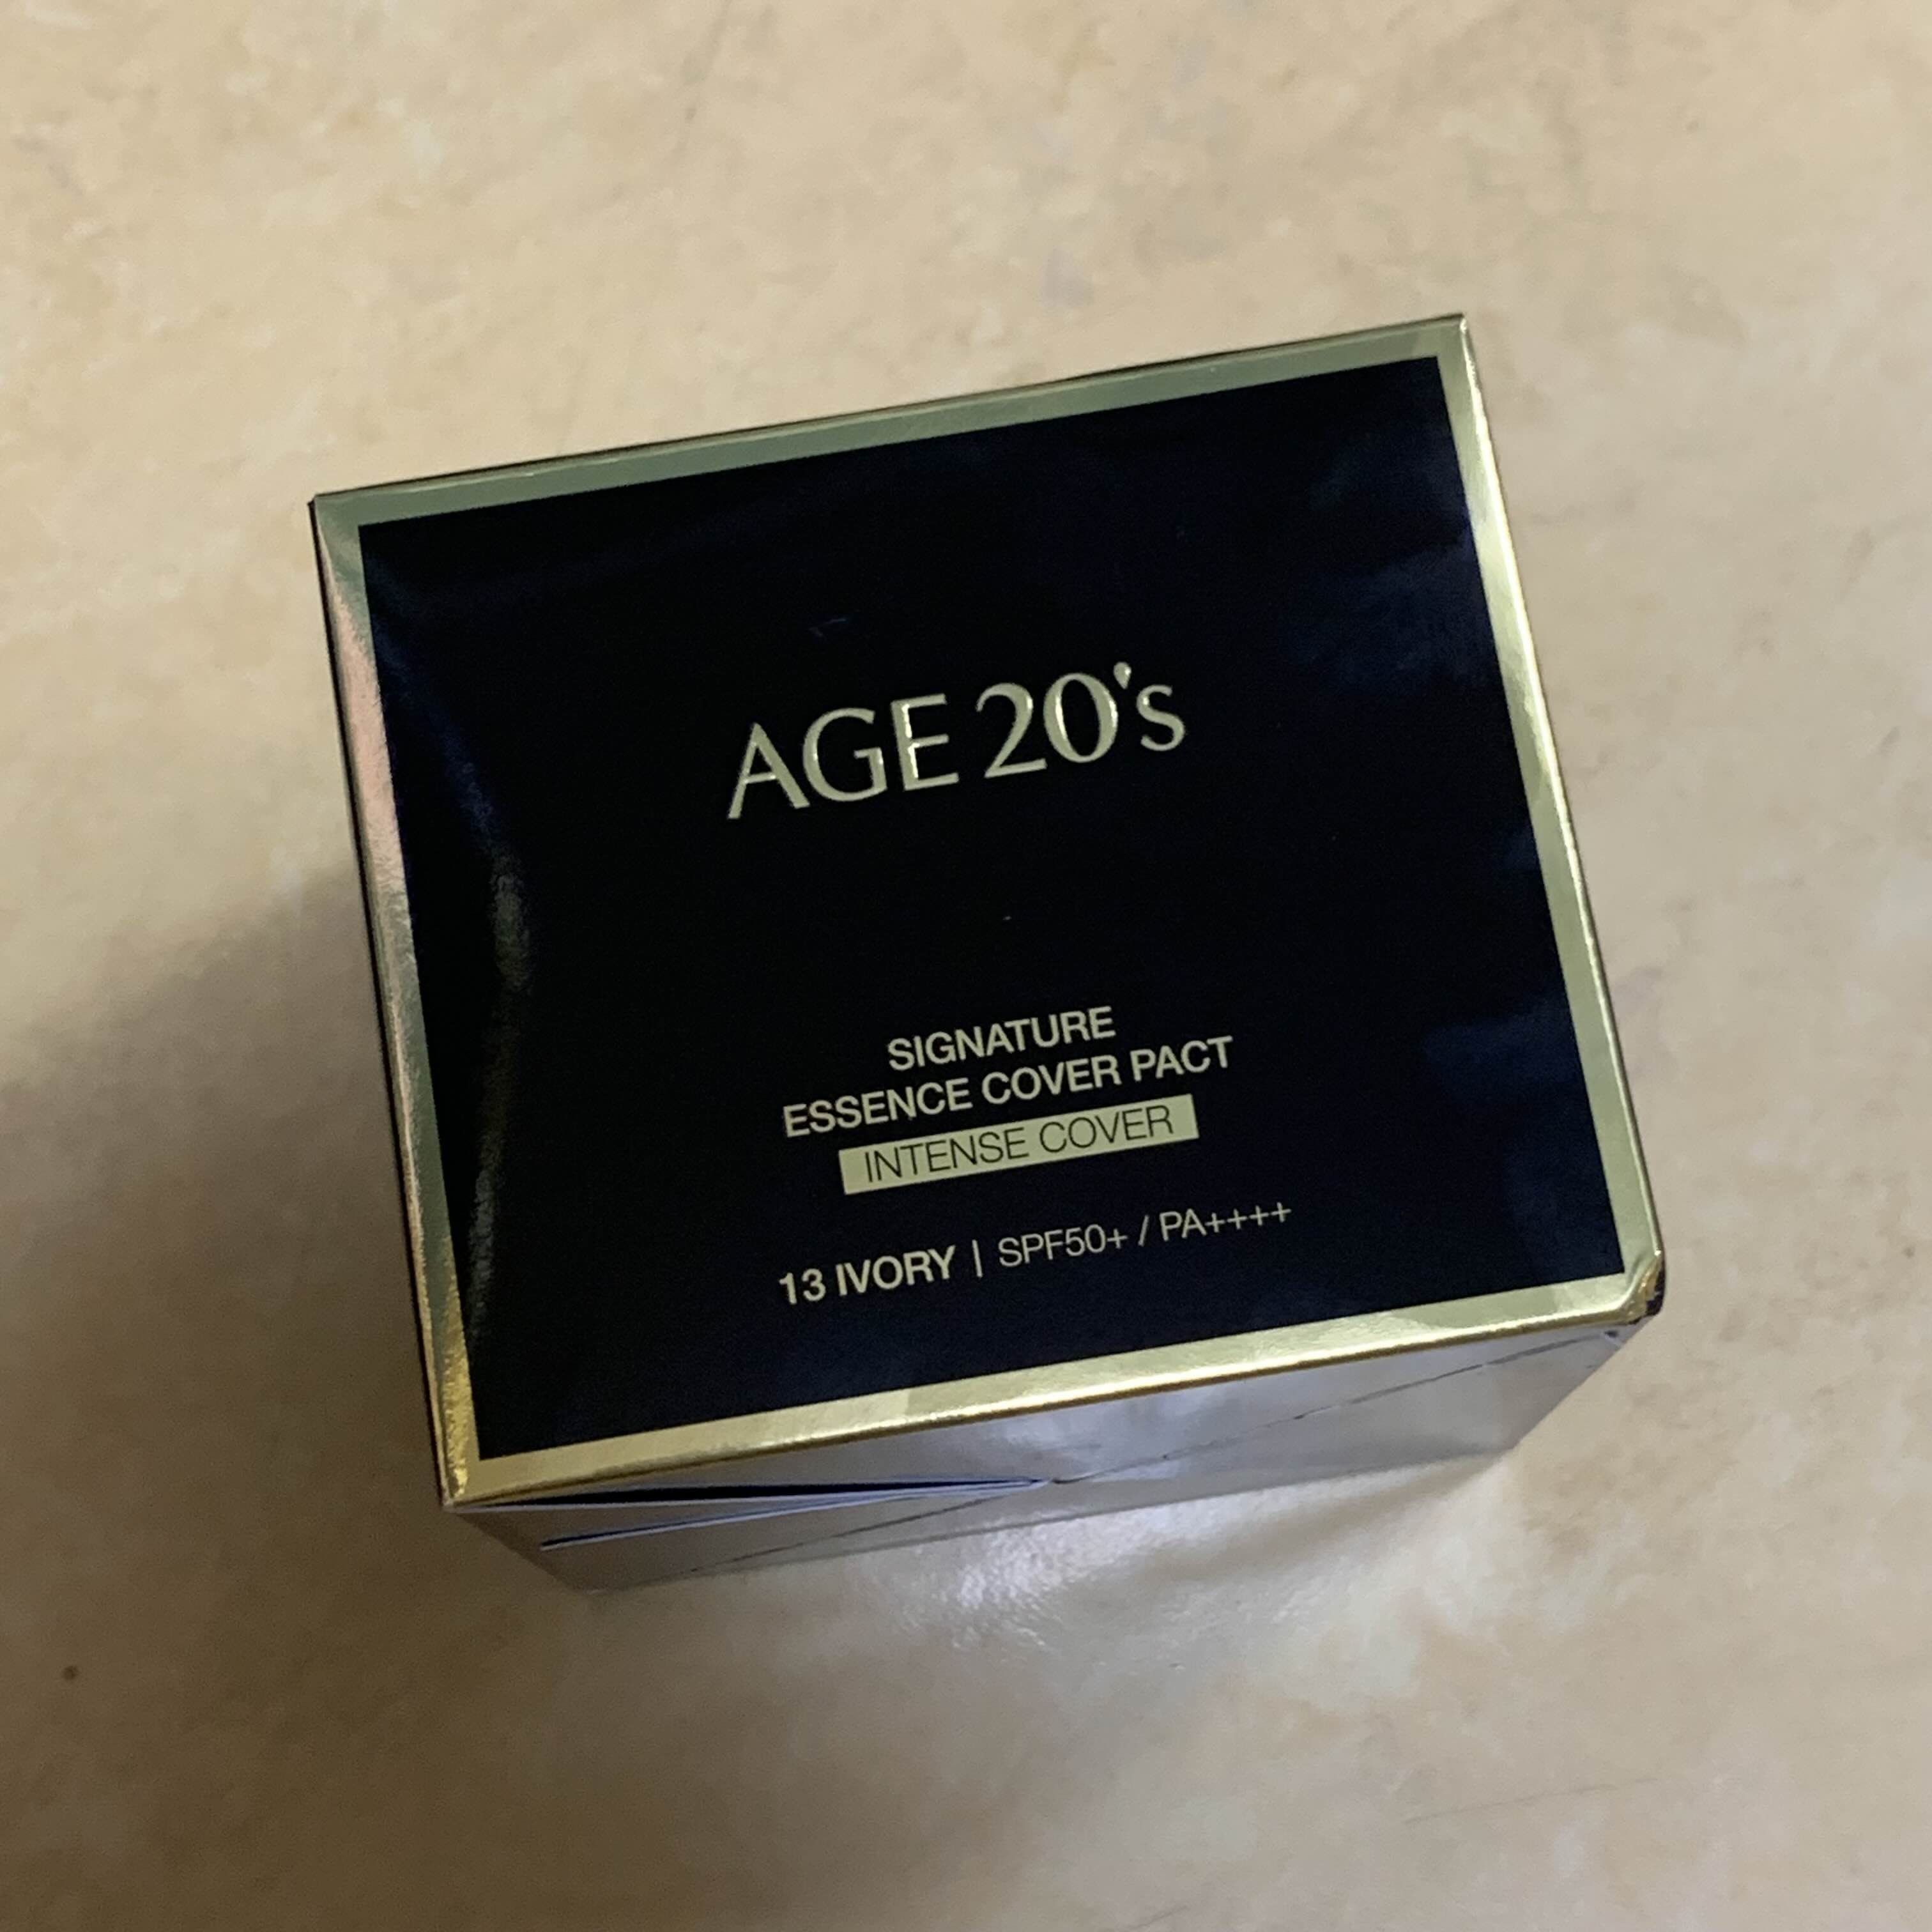 AGE 20's
SIGNATURE
ESSENCE COVER PACT
INTENSE COVER
13 IVORY | SPF50+ / PA++++